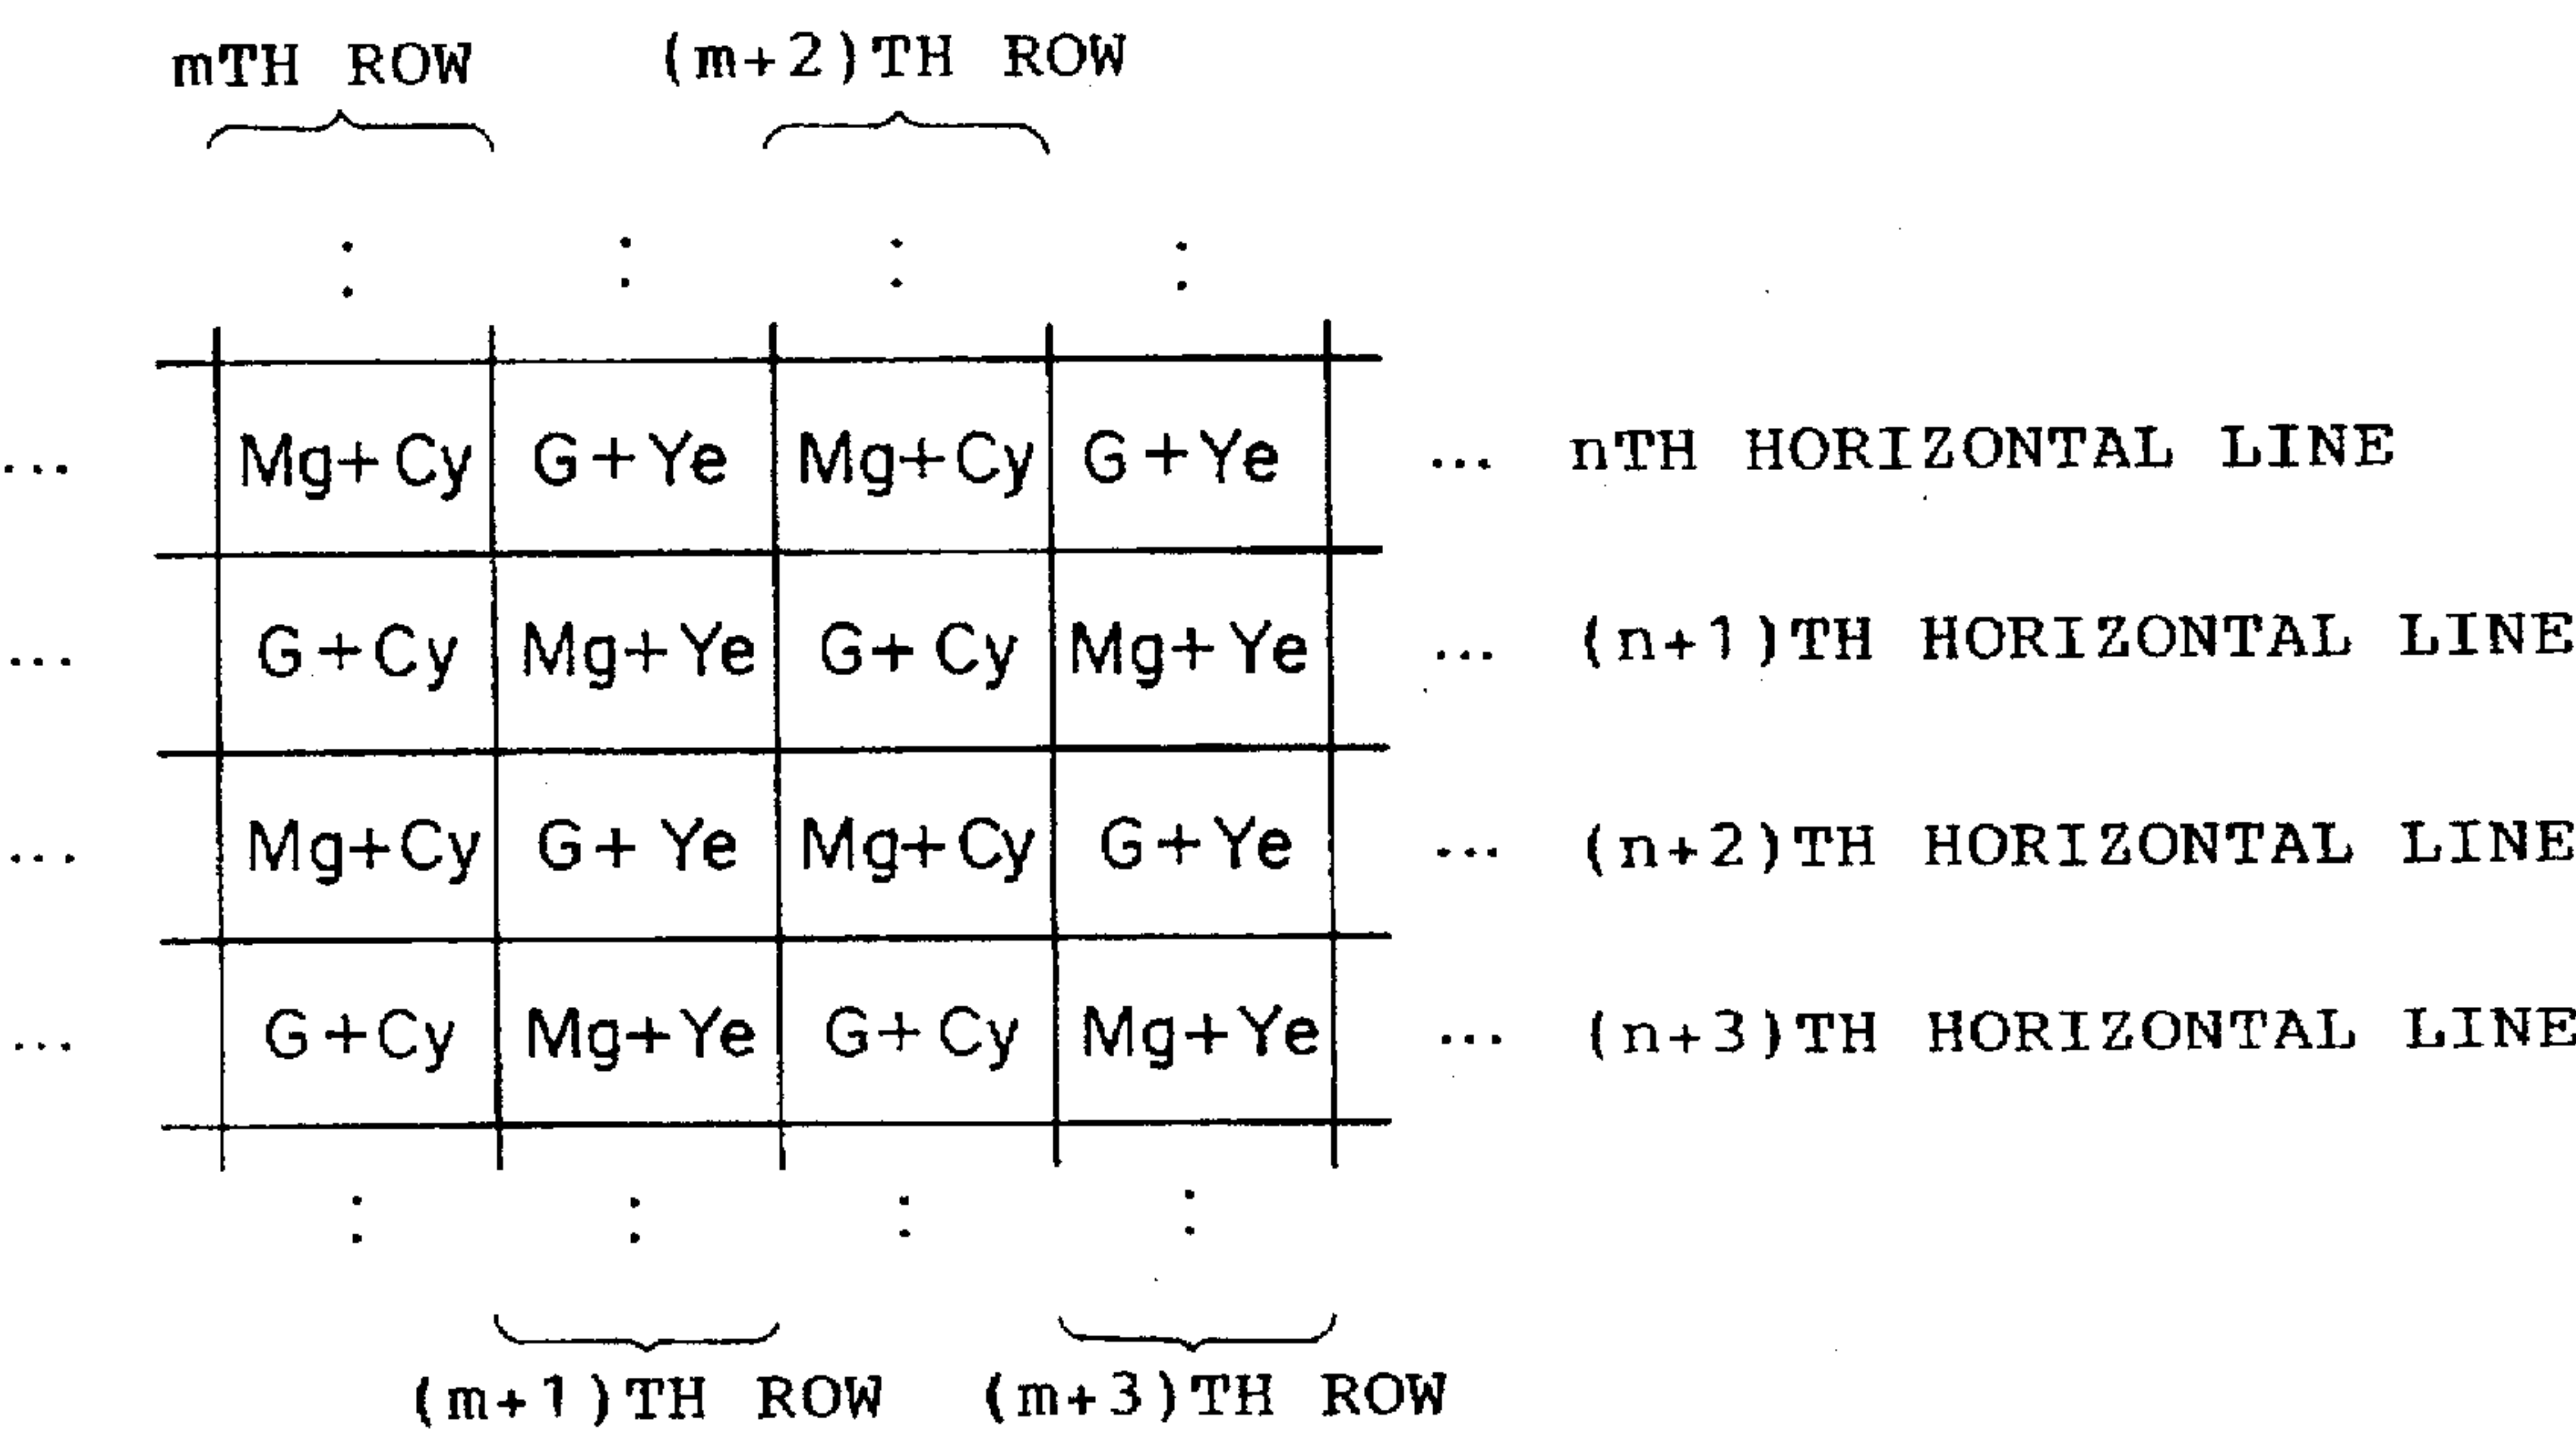 mTH ROW (m+2)TH ROW
: : : :
... Mg+Cy G+Ye Mg+Cy G+Ye ... nTH HORIZONTAL LINE
... G+Cy Mg+Ye G+Cy Mg+Ye ... (n+1)TH HORIZONTAL LINE
... Mg+Cy G+Ye Mg+Cy G+Ye ... (n+2)TH HORIZONTAL LINE
... G+Cy Mg+Ye G+Cy Mg+Ye ... (n+3)TH HORIZONTAL LINE
: : : :
(m+1)TH ROW (m+3)TH ROW